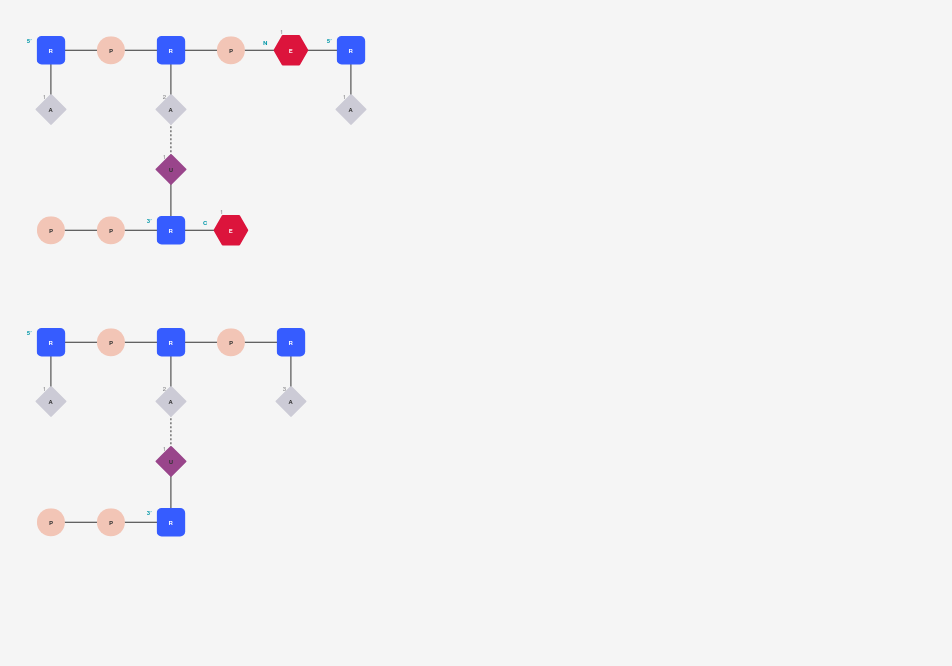 1
5' R P R P N E 5' R
1 2 1
A A A
1
U
1
P P 3' R C E
5' R P R P R
1 2 3
A A A
1
U
P P 3' R